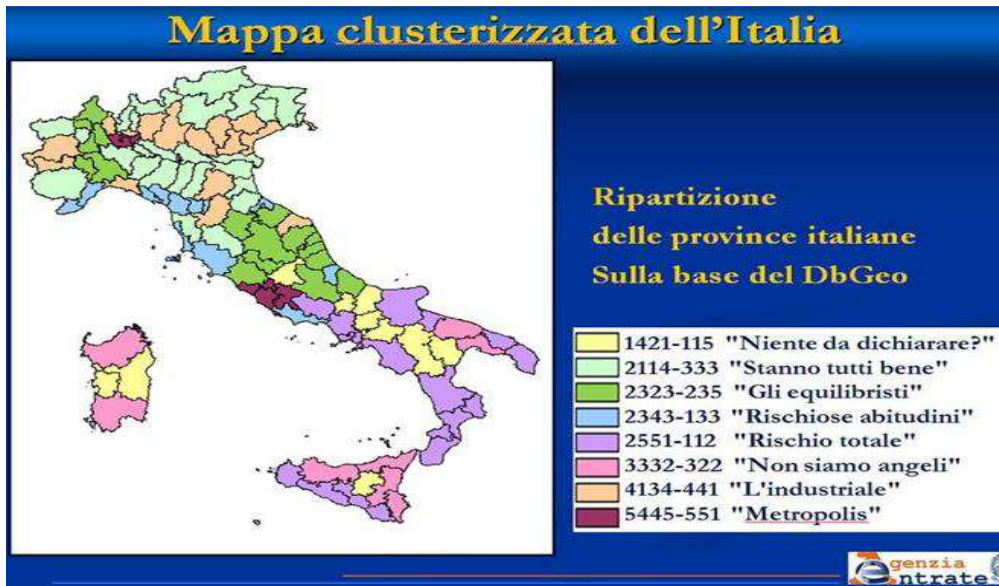 Mappa clusterizzata dell'Italia
Ripartizione
delle province italiane
Sulla base del DbGeo
1421-115 "Niente da dichiarare?"
2114-333 "Stanno tutti bene"
2323-235 "Gli equilibristi"
2343-133 "Rischiose abitudini"
2551-112 "Rischio totale"
3332-322 "Non siamo angeli"
4134-441 "L'industriale"
5445-551 "Metropolis"
genzia
ntrate